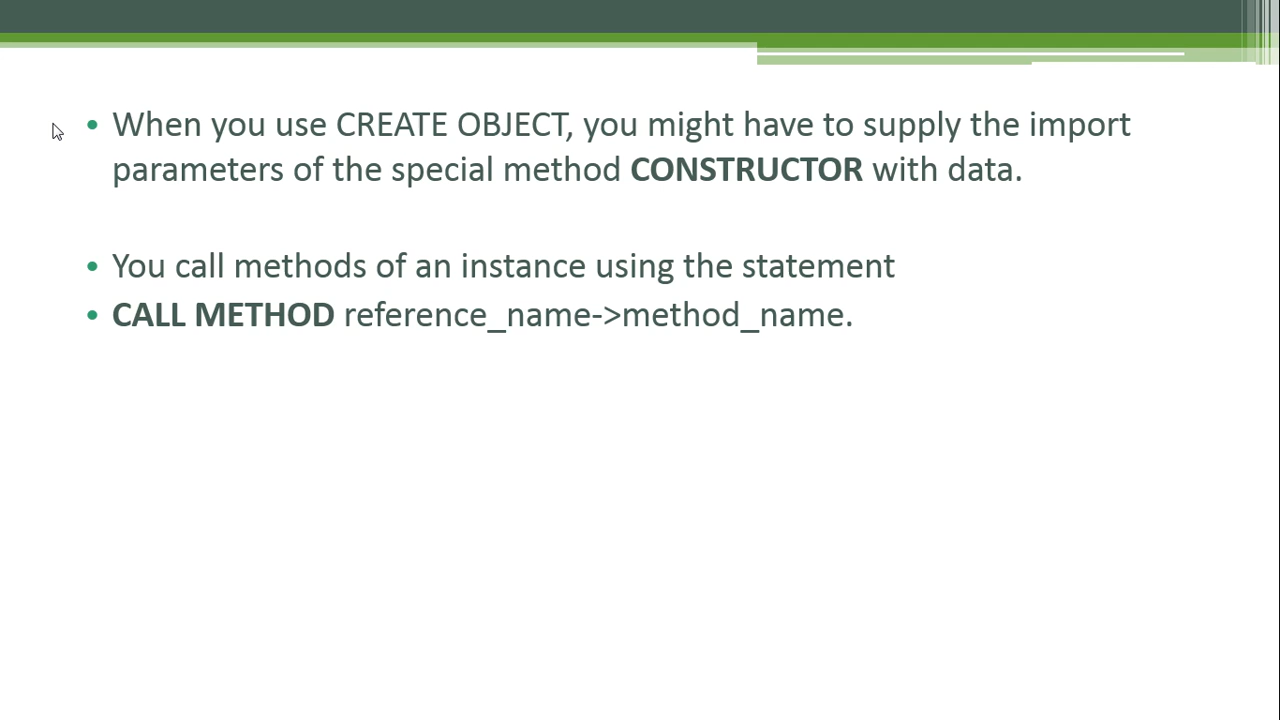 • When you use CREATE OBJECT, you might have to supply the import
parameters of the special method CONSTRUCTOR with data.
• You call methods of an instance using the statement
• CALL METHOD reference_name->method_name.